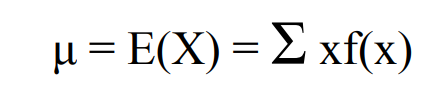 μ = E(X) = Σ xf(x)